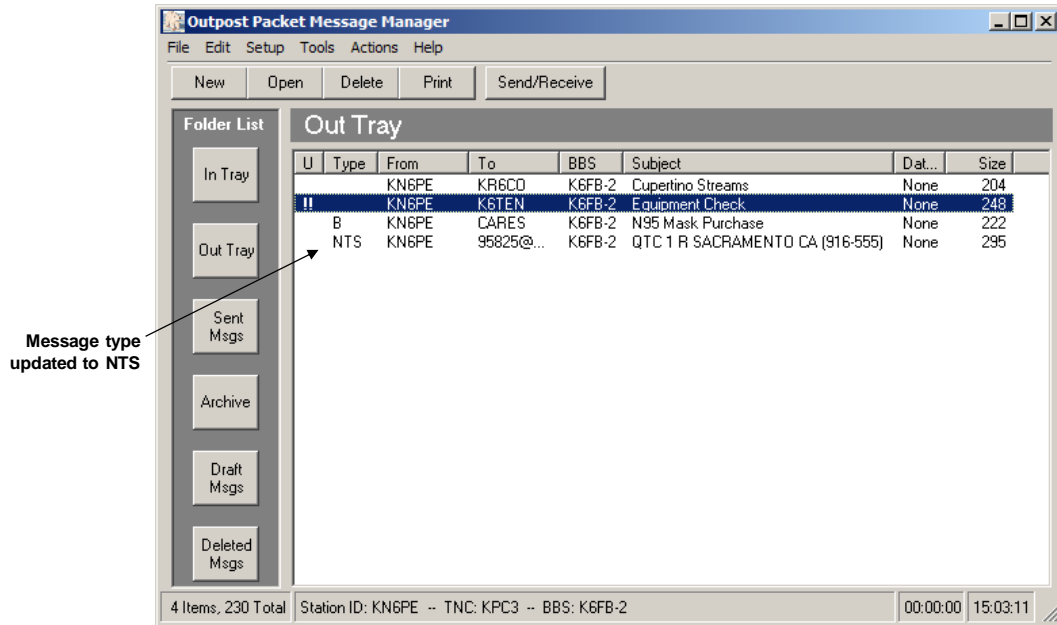 Outpost Packet Message Manager
File Edit Setup Tools Actions Help
New Open Delete Print Send/Receive
Folder List
Out Tray
In Tray
Out Tray
Sent
Msgs
Archive
Draft
Msgs
Deleted
Msgs
U Type From To BBS Subject Dat... Size
KN6PE KR6CO K6FB-2 Cupertino Streams None 204
!! KN6PE K6TEN K6FB-2 Equipment Check None 248
B KN6PE CARES K6FB-2 N95 Mask Purchase None 222
NTS KN6PE 95825@... K6FB-2 QTC 1 R SACRAMENTO CA (916-555) None 295
Message type
updated to NTS
4 Items, 230 Total Station ID: KN6PE -- TNC: KPC3 -- BBS: K6FB-2 00:00:00 15:03:11